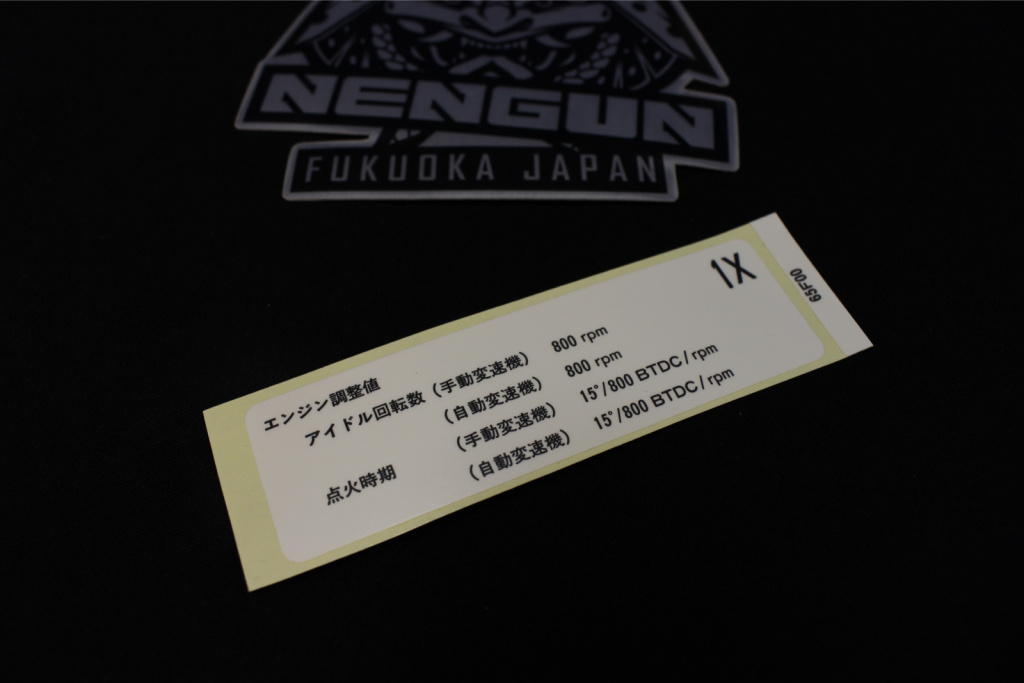 NENGUN
FUKUOKA JAPAN
1X
65F00
エンジン調整値
アイドル回転数(手動変速機) 800 rpm
(自動変速機) 800 rpm
点火時期 (手動変速機) 15°/800 BTDC/rpm
(自動変速機) 15°/800 BTDC/rpm